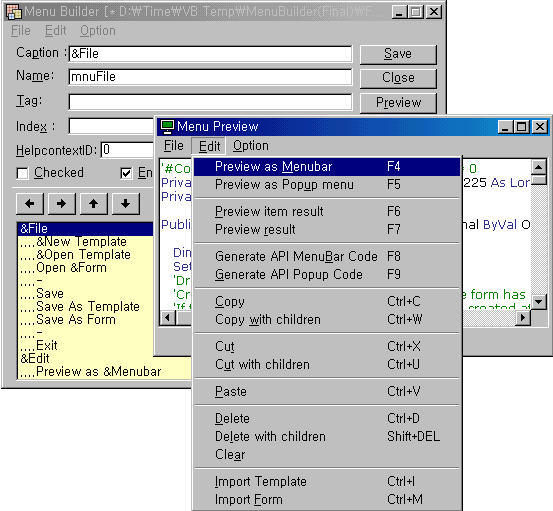 Menu Builder [* D:₩Time₩VB Temp₩MenuBuilder(Final)₩F...
File Edit Option
Caption : &File
Save
Name: mnuFile
Close
Tag:
Preview
Index :
HelpcontextID: 0
Checked En
&File
....&New Template
....&Open Template
....Open &Form
....-
....Save
....Save As Template
....Save As Form
....-
....Exit
&Edit
....Preview as &Menubar
Menu Preview
File Edit Option
Preview as Menubar F4
Preview as Popup menu F5
Preview item result F6
Preview result F7
Generate API MenuBar Code F8
Generate API Popup Code F9
Copy Ctrl+C
Copy with children Ctrl+W
Cut Ctrl+X
Cut with children Ctrl+U
Paste Ctrl+V
Delete Ctrl+D
Delete with children Shift+DEL
Clear
Import Template Ctrl+I
Import Form Ctrl+M
'#Co = 0
Priva 225 As Lon
Priva
Publi nal ByVal O
Dim
Set
'Dr
'Cr e form has
'If t created at